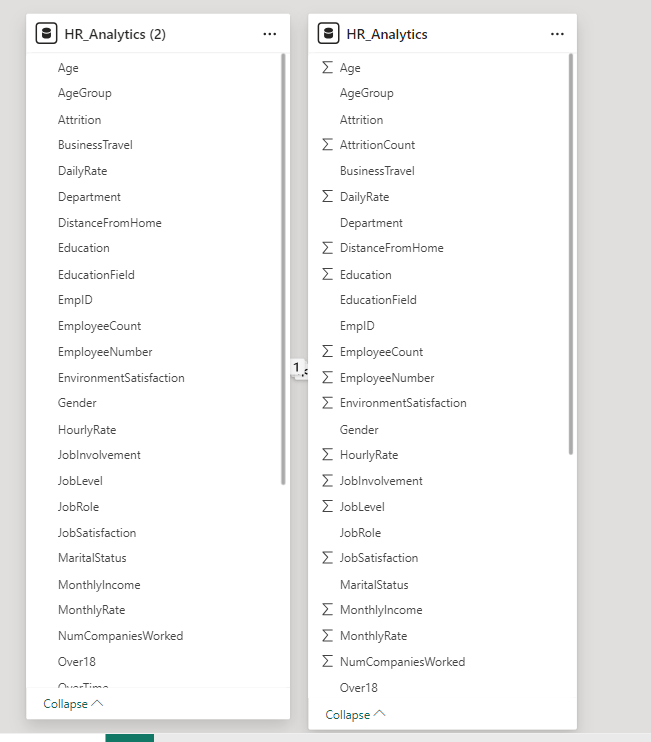 HR_Analytics (2)
Age
AgeGroup
Attrition
BusinessTravel
DailyRate
Department
DistanceFromHome
Education
EducationField
EmpID
EmployeeCount
EmployeeNumber
EnvironmentSatisfaction
Gender
HourlyRate
JobInvolvement
JobLevel
JobRole
JobSatisfaction
MaritalStatus
MonthlyIncome
MonthlyRate
NumCompaniesWorked
Over18
OverTime
Collapse
1
HR_Analytics
Σ Age
AgeGroup
Attrition
Σ AttritionCount
BusinessTravel
Σ DailyRate
Department
Σ DistanceFromHome
Σ Education
EducationField
EmpID
Σ EmployeeCount
Σ EmployeeNumber
Σ EnvironmentSatisfaction
Gender
Σ HourlyRate
Σ JobInvolvement
Σ JobLevel
JobRole
Σ JobSatisfaction
MaritalStatus
Σ MonthlyIncome
Σ MonthlyRate
Σ NumCompaniesWorked
Over18
Collapse